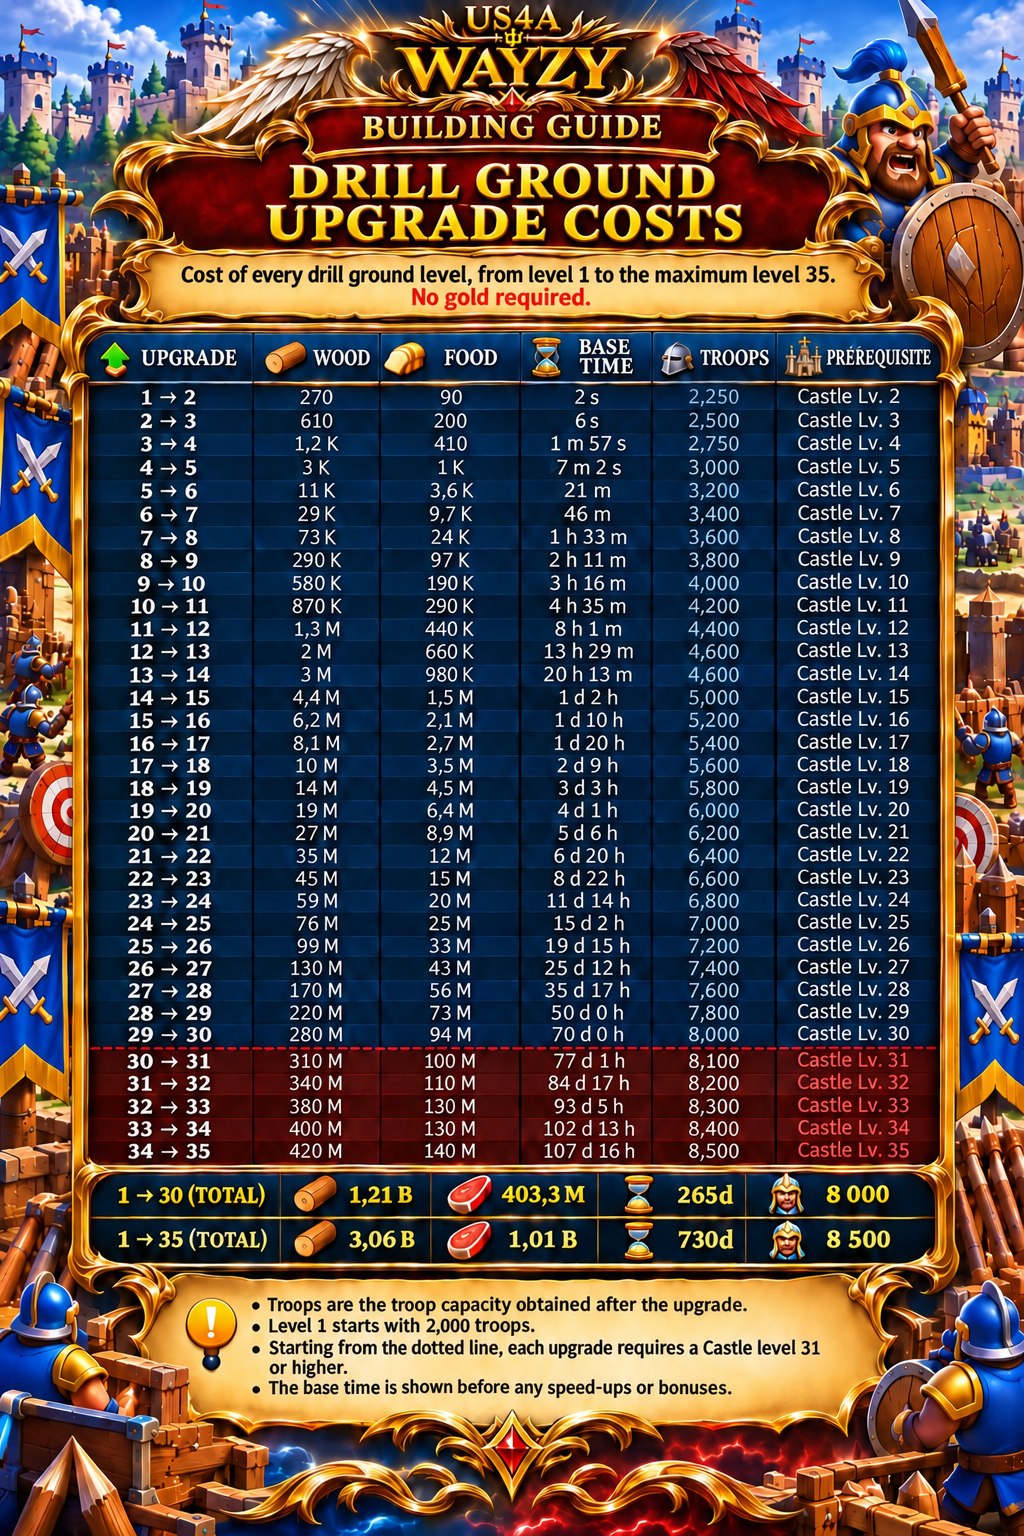 US4A
WAYZY
BUILDING GUIDE
DRILL GROUND
UPGRADE COSTS
Cost of every drill ground level, from level 1 to the maximum level 35.
No gold required.
UPGRADE WOOD FOOD BASE TIME TROOPS PRÉREQUISITE
1 → 2 270 90 2 s 2,250 Castle Lv. 2
2 → 3 610 200 6 s 2,500 Castle Lv. 3
3 → 4 1,2 K 410 1 m 57 s 2,750 Castle Lv. 4
4 → 5 3 K 1 K 7 m 2 s 3,000 Castle Lv. 5
5 → 6 11 K 3,6 K 21 m 3,200 Castle Lv. 6
6 → 7 29 K 9,7 K 46 m 3,400 Castle Lv. 7
7 → 8 73 K 24 K 1 h 33 m 3,600 Castle Lv. 8
8 → 9 290 K 97 K 2 h 11 m 3,800 Castle Lv. 9
9 → 10 580 K 190 K 3 h 16 m 4,000 Castle Lv. 10
10 → 11 870 K 290 K 4 h 35 m 4,200 Castle Lv. 11
11 → 12 1,3 M 440 K 8 h 1 m 4,400 Castle Lv. 12
12 → 13 2 M 660 K 13 h 29 m 4,600 Castle Lv. 13
13 → 14 3 M 980 K 20 h 13 m 4,600 Castle Lv. 14
14 → 15 4,4 M 1,5 M 1 d 2 h 5,000 Castle Lv. 15
15 → 16 6,2 M 2,1 M 1 d 10 h 5,200 Castle Lv. 16
16 → 17 8,1 M 2,7 M 1 d 20 h 5,400 Castle Lv. 17
17 → 18 10 M 3,5 M 2 d 9 h 5,600 Castle Lv. 18
18 → 19 14 M 4,5 M 3 d 3 h 5,800 Castle Lv. 19
19 → 20 19 M 6,4 M 4 d 1 h 6,000 Castle Lv. 20
20 → 21 27 M 8,9 M 5 d 6 h 6,200 Castle Lv. 21
21 → 22 35 M 12 M 6 d 20 h 6,400 Castle Lv. 22
22 → 23 45 M 15 M 8 d 22 h 6,600 Castle Lv. 23
23 → 24 59 M 20 M 11 d 14 h 6,800 Castle Lv. 24
24 → 25 76 M 25 M 15 d 2 h 7,000 Castle Lv. 25
25 → 26 99 M 33 M 19 d 15 h 7,200 Castle Lv. 26
26 → 27 130 M 43 M 25 d 12 h 7,400 Castle Lv. 27
27 → 28 170 M 56 M 35 d 17 h 7,600 Castle Lv. 28
28 → 29 220 M 73 M 50 d 0 h 7,800 Castle Lv. 29
29 → 30 280 M 94 M 70 d 0 h 8,000 Castle Lv. 30
30 → 31 310 M 100 M 77 d 1 h 8,100 Castle Lv. 31
31 → 32 340 M 110 M 84 d 17 h 8,200 Castle Lv. 32
32 → 33 380 M 130 M 93 d 5 h 8,300 Castle Lv. 33
33 → 34 400 M 130 M 102 d 13 h 8,400 Castle Lv. 34
34 → 35 420 M 140 M 107 d 16 h 8,500 Castle Lv. 35
1 → 30 (TOTAL) 1,21 B 403,3 M 265d 8 000
1 → 35 (TOTAL) 3,06 B 1,01 B 730d 8 500
! • Troops are the troop capacity obtained after the upgrade.
• Level 1 starts with 2,000 troops.
• Starting from the dotted line, each upgrade requires a Castle level 31
or higher.
• The base time is shown before any speed-ups or bonuses.